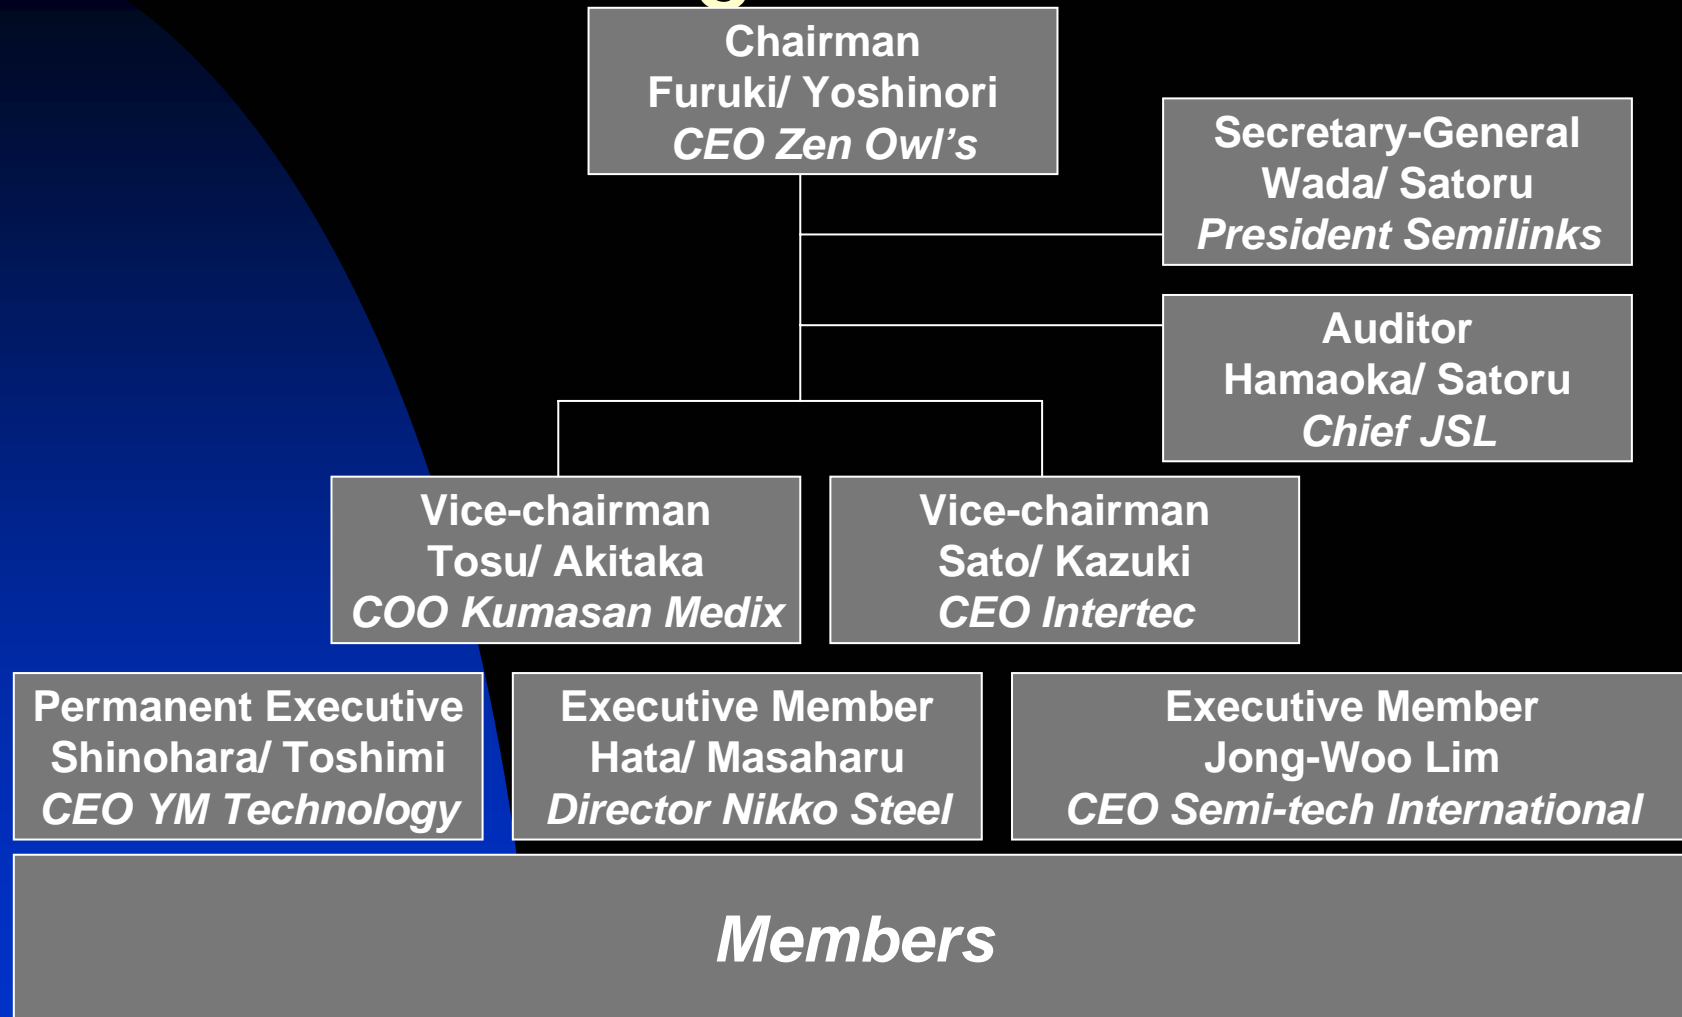 Chairman
Furuki/ Yoshinori
CEO Zen Owl's
Secretary-General
Wada/ Satoru
President Semilinks
Auditor
Hamaoka/ Satoru
Chief JSL
Vice-chairman
Tosu/ Akitaka
COO Kumasan Medix
Vice-chairman
Sato/ Kazuki
CEO Intertec
Permanent Executive
Shinohara/ Toshimi
CEO YM Technology
Executive Member
Hata/ Masaharu
Director Nikko Steel
Executive Member
Jong-Woo Lim
CEO Semi-tech International
Members